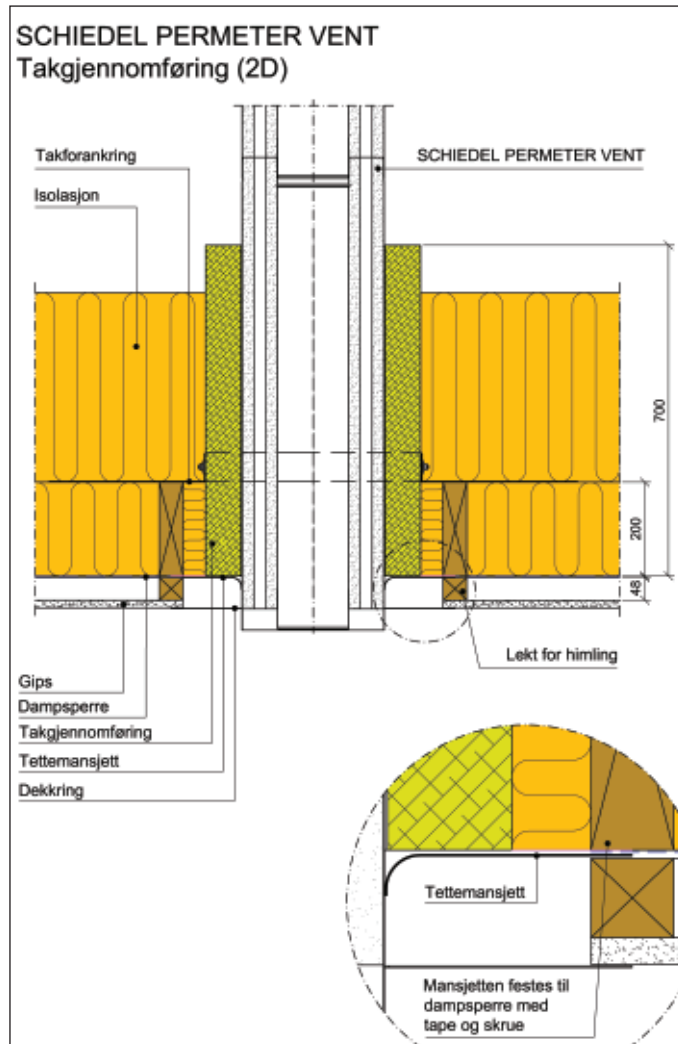 SCHIEDEL PERMETER VENT
Takgjennomføring (2D)
Takforankring
SCHIEDEL PERMETER VENT
Isolasjon
700
200
48
Lekt for himling
Gips
Dampsperre
Takgjennomføring
Tettemansjett
Dekkring
Tettemansjett
Mansjetten festes til
dampsperre med
tape og skrue